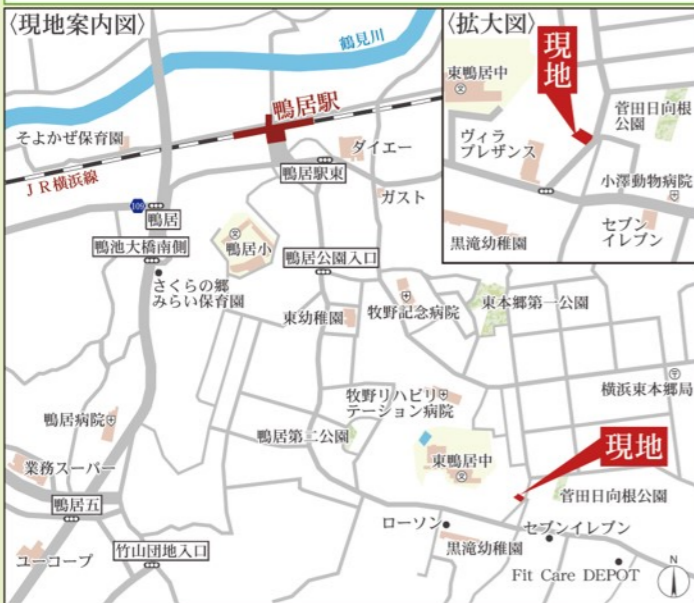 〈現地案内図〉
鶴見川
鴨居駅
そよかぜ保育園
JR横浜線
ダイエー
鴨居駅東
ガスト
109
鴨居
鴨居小
鴨池大橋南側
鴨居公園入口
さくらの郷
みらい保育園
東幼稚園
牧野記念病院
東本郷第一公園
横浜東本郷局
牧野リハビリ
テーション病院
鴨居病院
鴨居第二公園
業務スーパー
東鴨居中
現地
菅田日向根公園
鴨居五
ローソン
セブンイレブン
黒滝幼稚園
ユーコープ
竹山団地入口
Fit Care DEPOT
N
〈拡大図〉
現地
東鴨居中
菅田日向根
公園
ヴィラ
プレザンス
小澤動物病院
セブン
イレブン
黒滝幼稚園